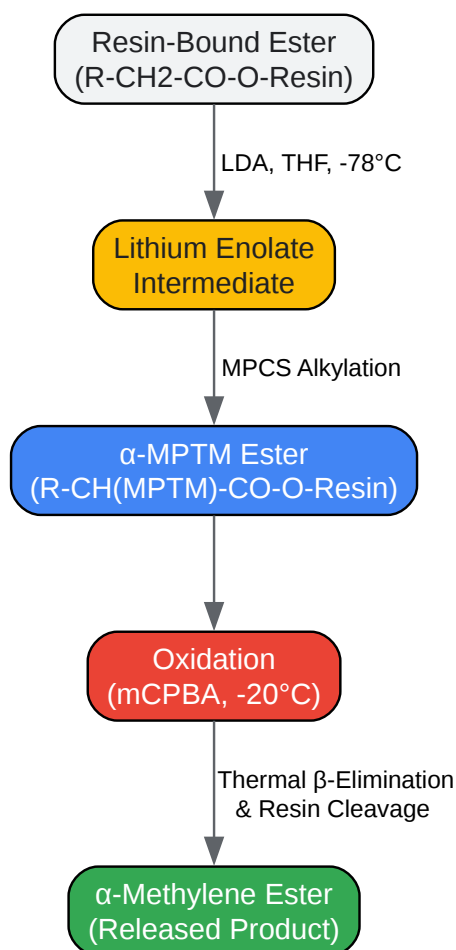 Resin-Bound Ester
(R-CH2-CO-O-Resin)
LDA, THF, -78°C
Lithium Enolate
Intermediate
MPCS Alkylation
α-MPTM Ester
(R-CH(MPTM)-CO-O-Resin)
Oxidation
(mCPBA, -20°C)
Thermal β-Elimination
& Resin Cleavage
α-Methylene Ester
(Released Product)